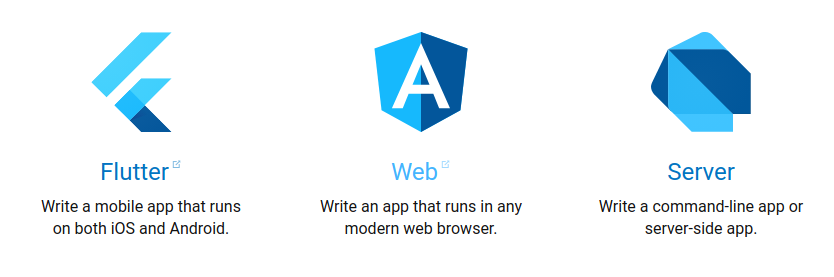 Flutter
Write a mobile app that runs
on both iOS and Android.
Web
Write an app that runs in any
modern web browser.
Server
Write a command-line app or
server-side app.